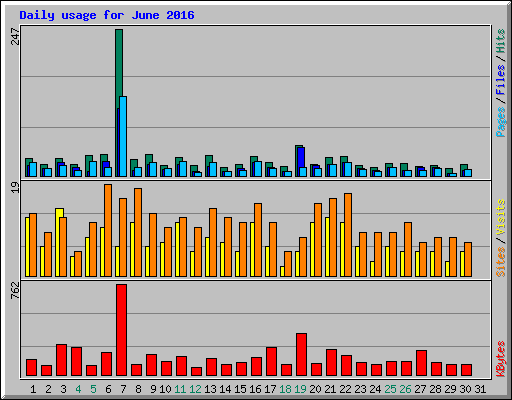 Daily usage for June 2016
247
Pages / Files / Hits
19
Sites / Visits
762
KBytes
1 2 3 4 5 6 7 8 9 10 11 12 13 14 15 16 17 18 19 20 21 22 23 24 25 26 27 28 29 30 31